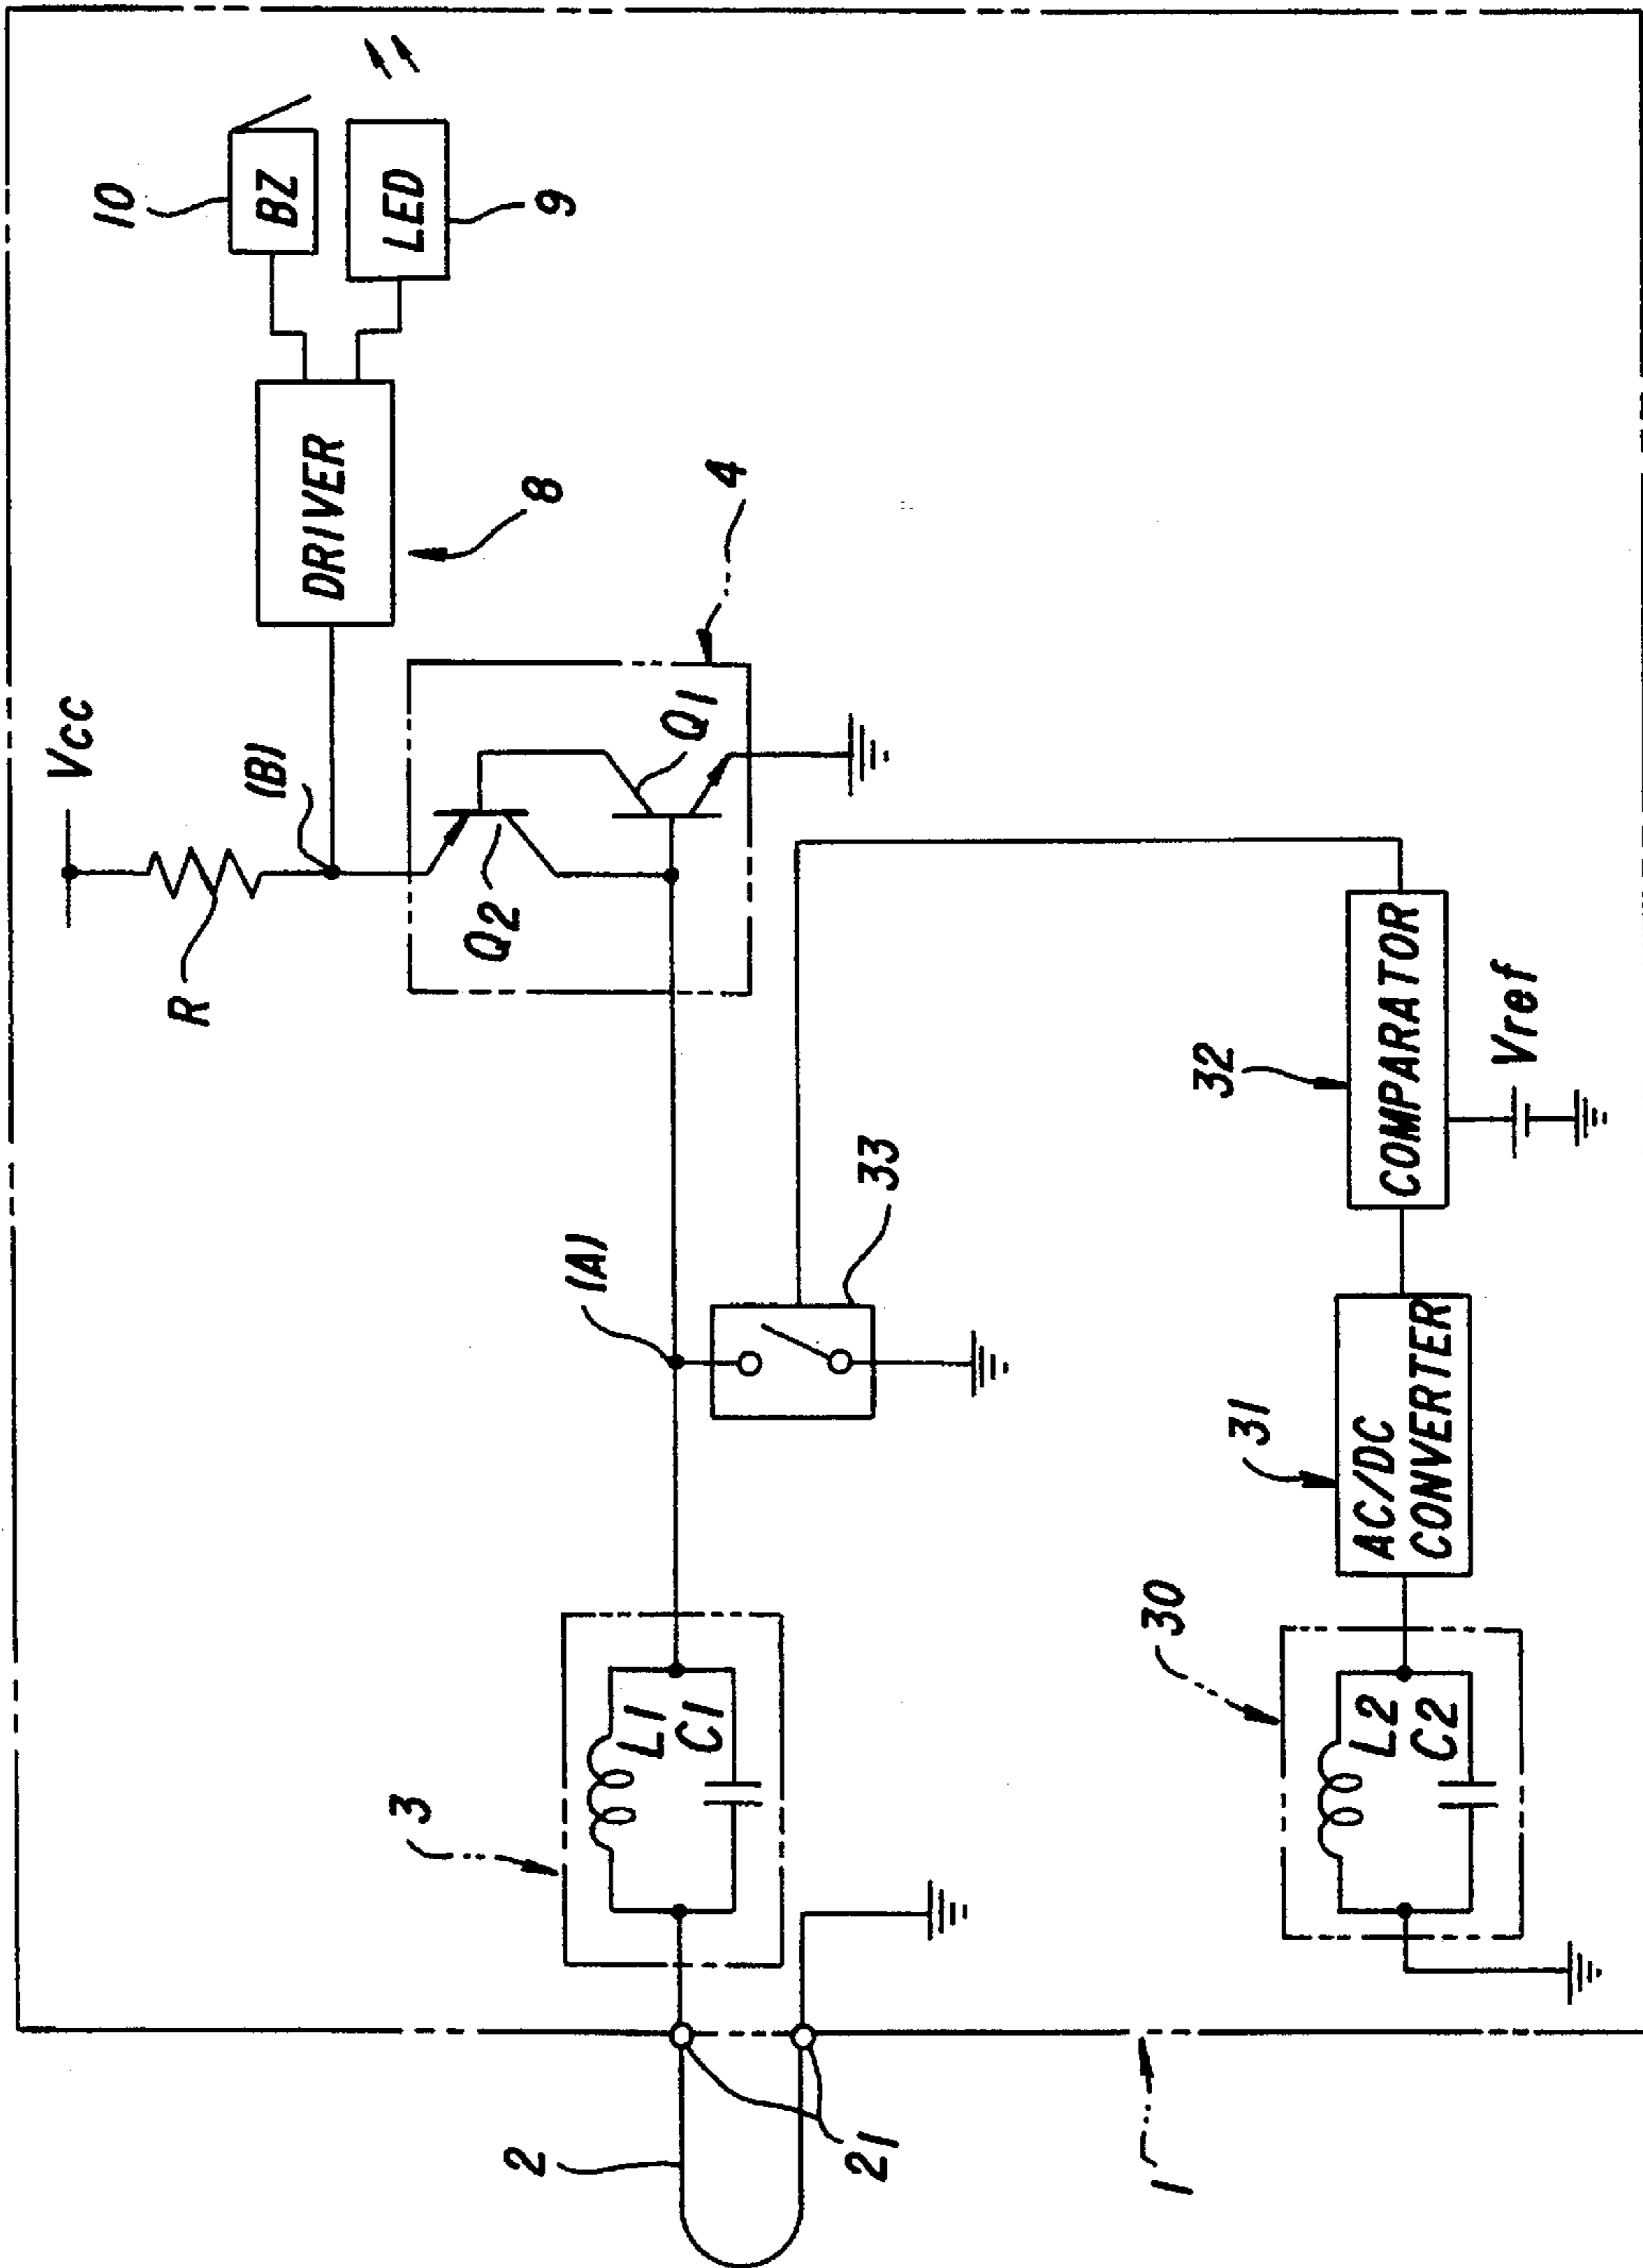 Vcc
10
BZ
R
(B)
DRIVER
LED
8
9
Q2
Q1
4
3
L1
C1
(A)
33
2
21
1
30
L2
C2
31
AC/DC
CONVERTER
32
COMPARATOR
Vref